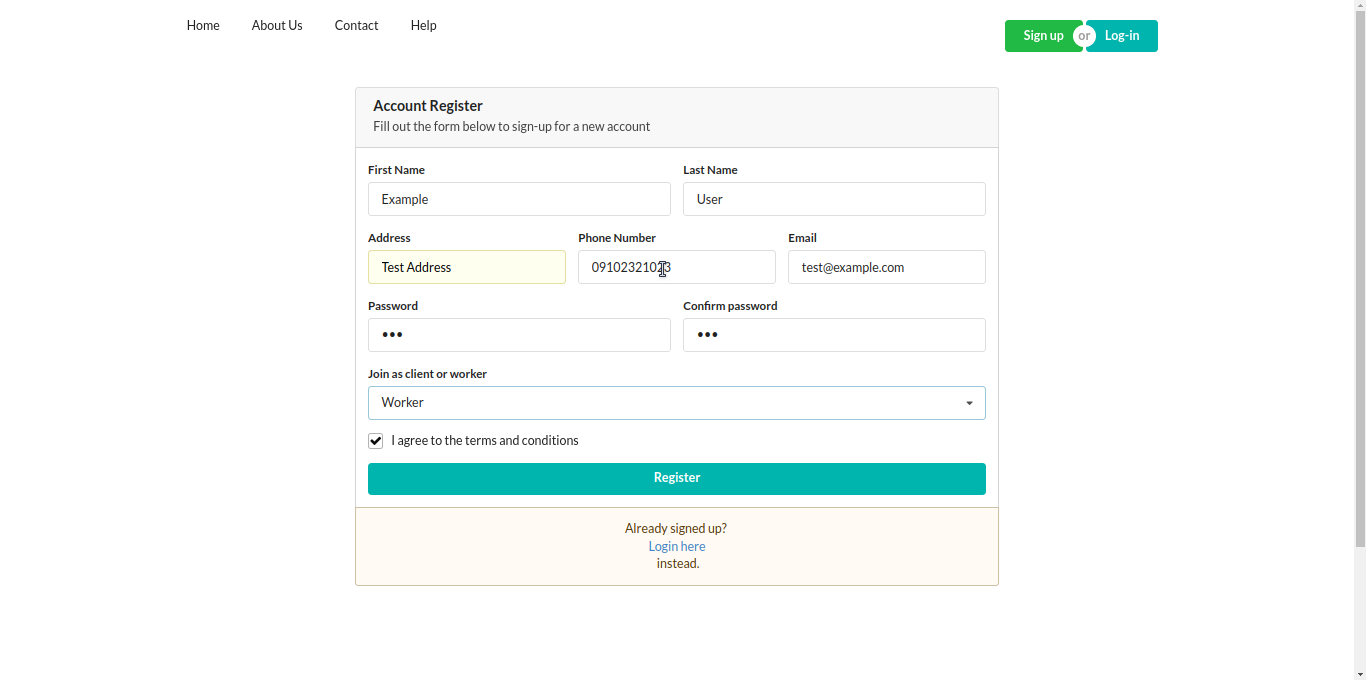 Home About Us Contact Help
Sign up or Log-in
Account Register
Fill out the form below to sign-up for a new account
First Name Last Name
Example User
Address Phone Number Email
Test Address 09102321023 test@example.com
Password Confirm password
••• •••
Join as client or worker
Worker
I agree to the terms and conditions
Register
Already signed up?
Login here
instead.